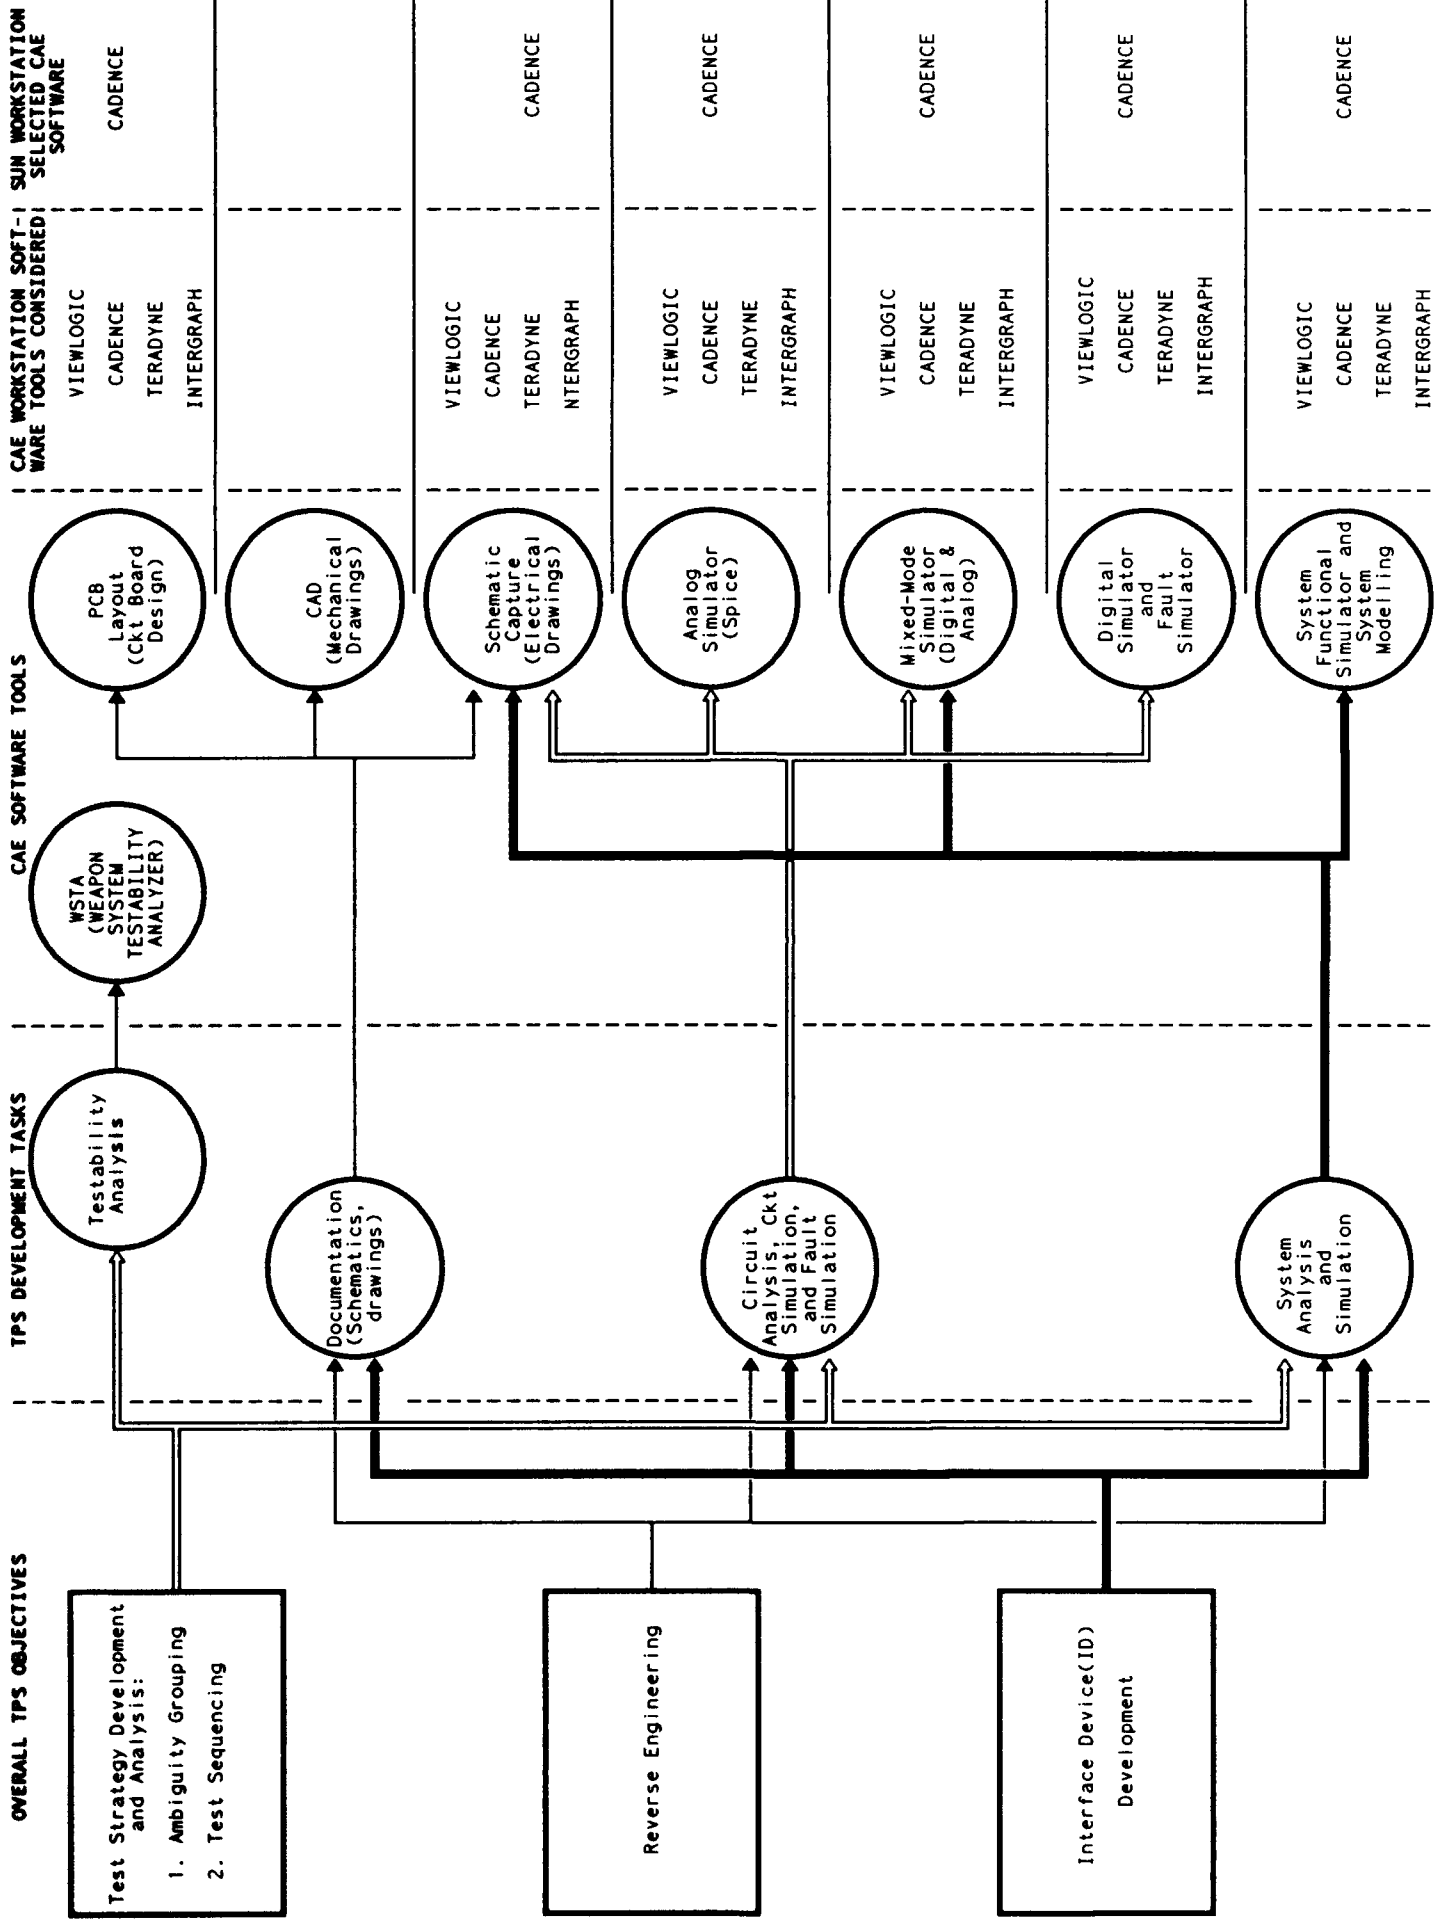 OVERALL TPS OBJECTIVES
TPS DEVELOPMENT TASKS
CAE SOFTWARE TOOLS
CAE WORKSTATION SOFT-
WARE TOOLS CONSIDERED
SUN WORKSTATION
SELECTED CAE
SOFTWARE
Test Strategy Development
and Analysis:
1. Ambiguity Grouping
2. Test Sequencing
Reverse Engineering
Interface Device(ID)
Development
Testability
Analysis
Documentation
(Schematics,
drawings)
Circuit
Analysis, Ckt
Simulation,
and Fault
Simulation
System
Analysis
and
Simulation
WSTA
(WEAPON
SYSTEM
TESTABILITY
ANALYZER)
PCB
Layout
(Ckt Board
Design)
VIEWLOGIC
CADENCE
TERADYNE
INTERGRAPH
CADENCE
CAD
(Mechanical
Drawings)
Schematic
Capture
(Electrical
Drawings)
VIEWLOGIC
CADENCE
TERADYNE
NTERGRAPH
CADENCE
Analog
Simulator
(Spice)
VIEWLOGIC
CADENCE
TERADYNE
INTERGRAPH
CADENCE
Mixed-Mode
Simulator
(Digital &
Analog)
VIEWLOGIC
CADENCE
TERADYNE
INTERGRAPH
CADENCE
Digital
Simulator
and
Fault
Simulator
VIEWLOGIC
CADENCE
TERADYNE
INTERGRAPH
CADENCE
System
Functional
Simulator and
System
Modelling
VIEWLOGIC
CADENCE
TERADYNE
INTERGRAPH
CADENCE